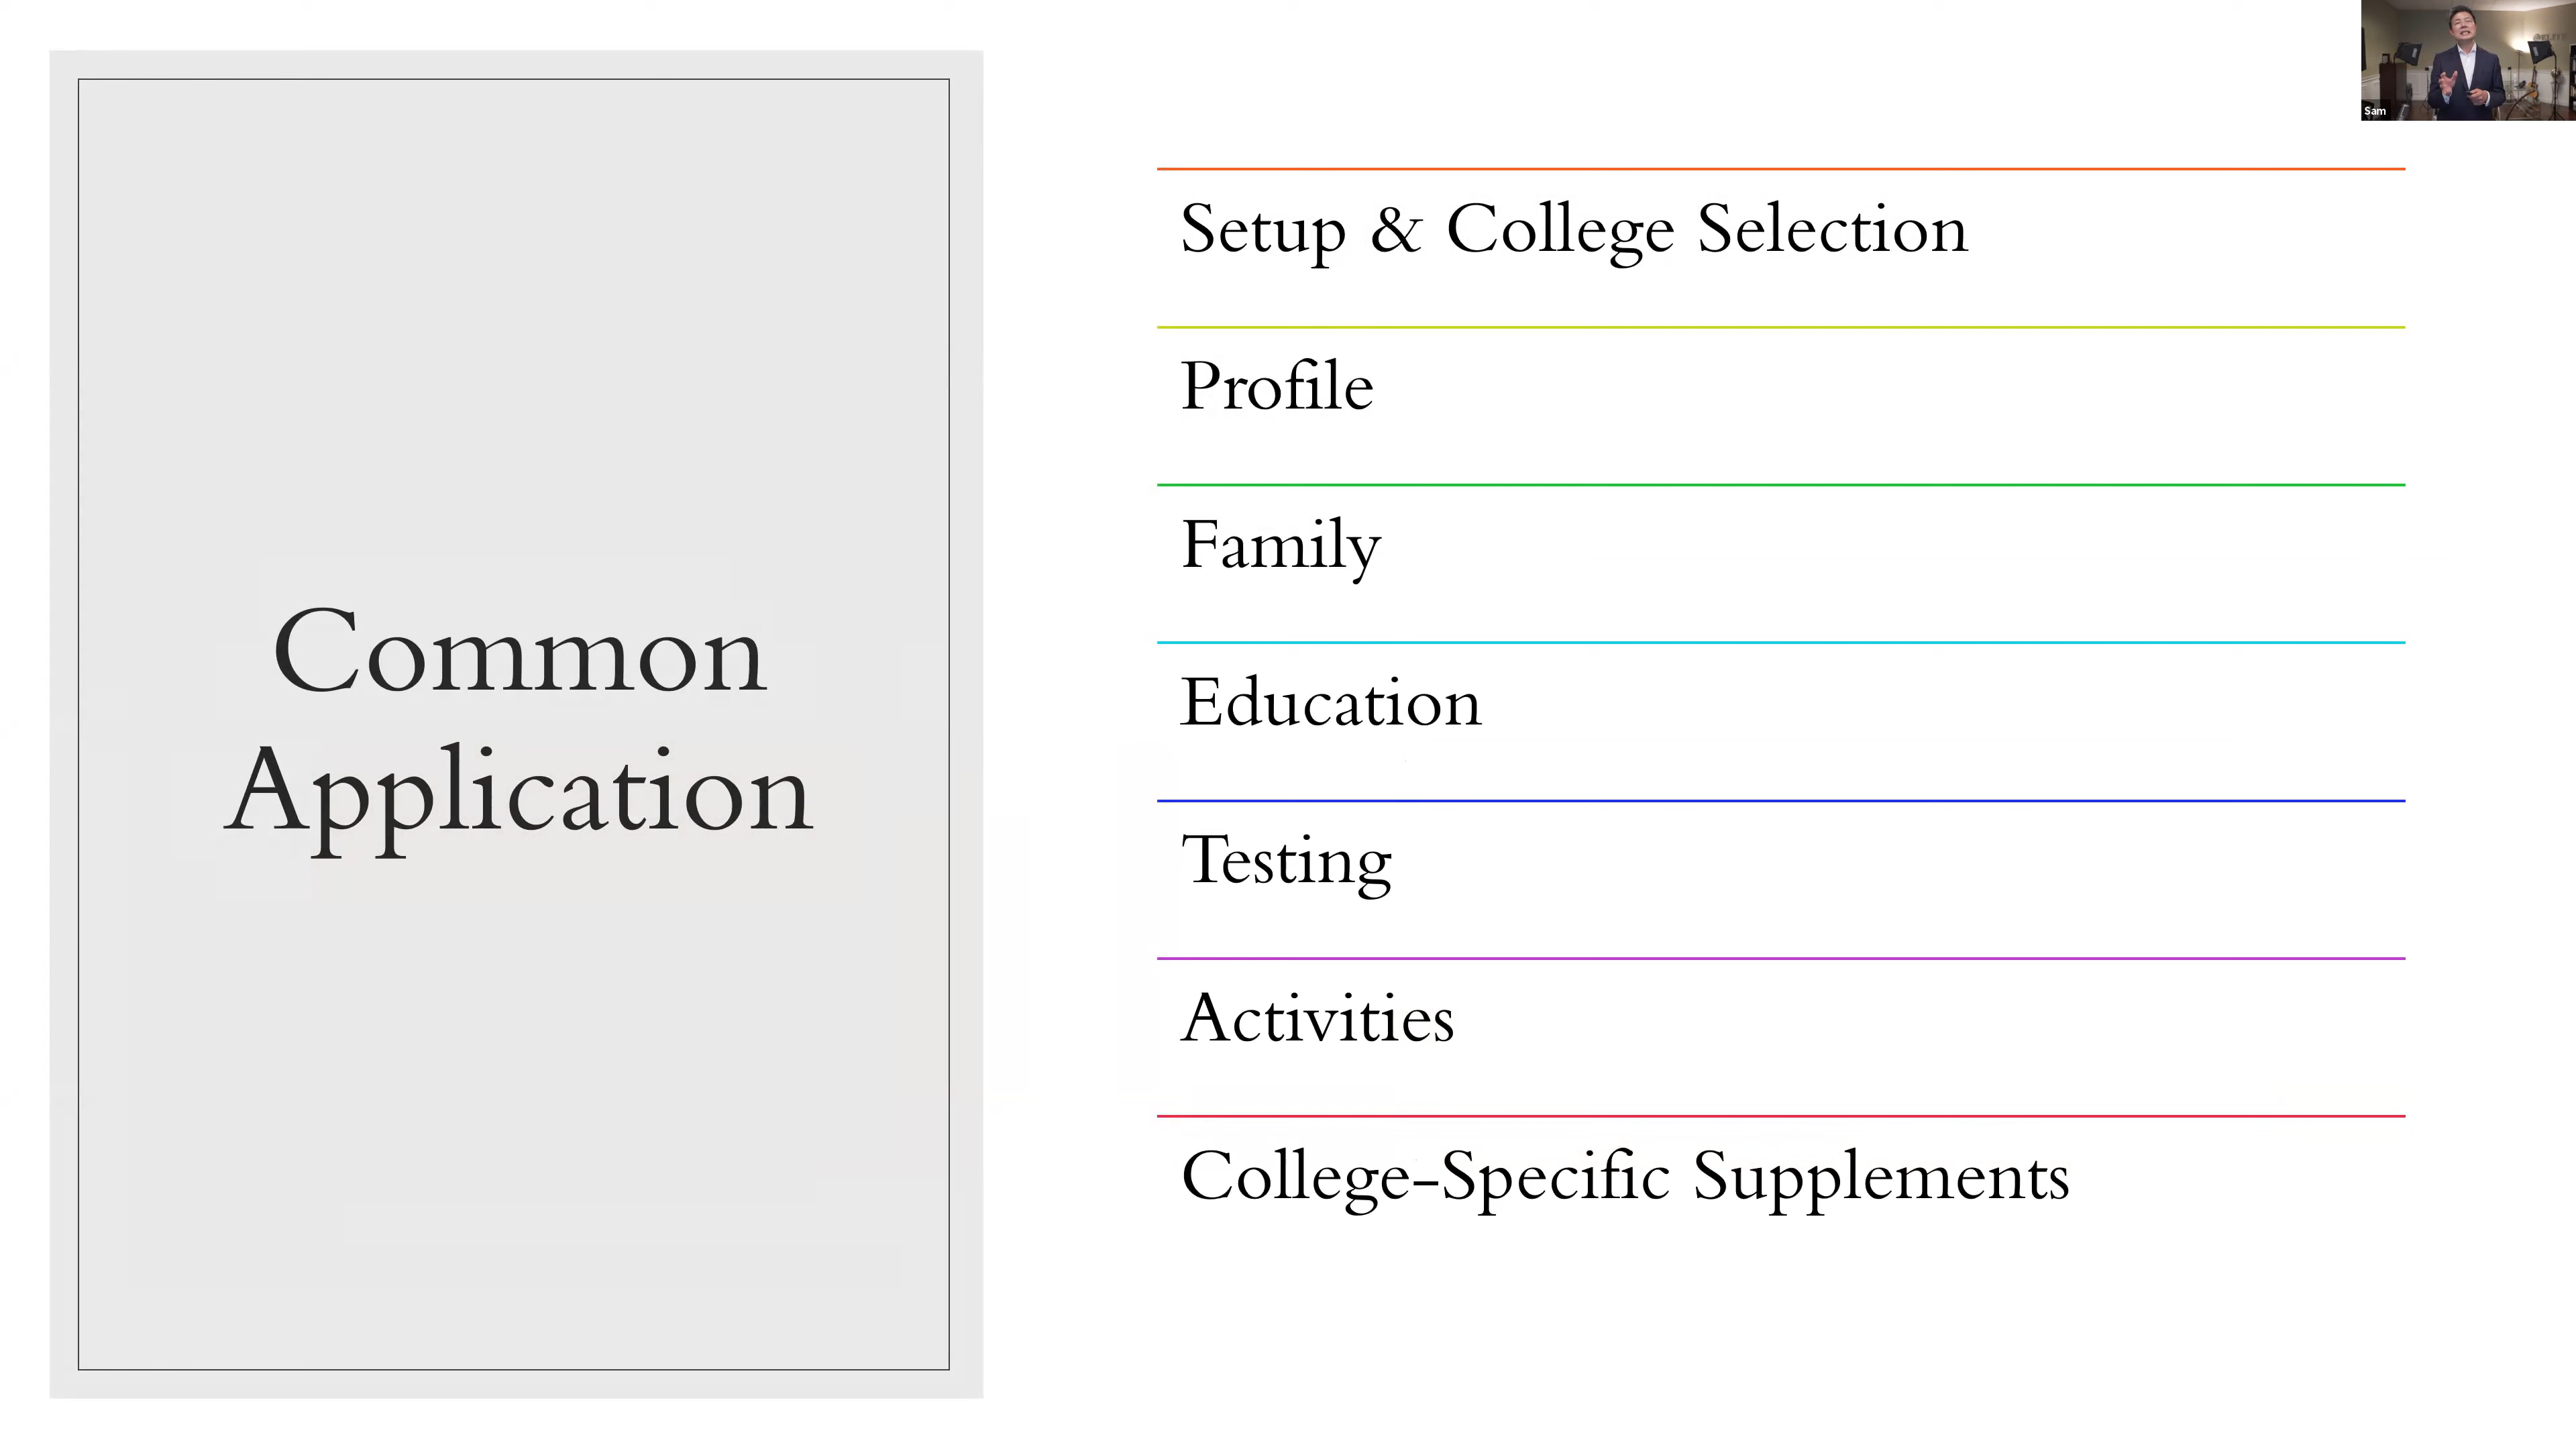 Common
Application
Setup & College Selection
Profile
Family
Education
Testing
Activities
College-Specific Supplements
Sam